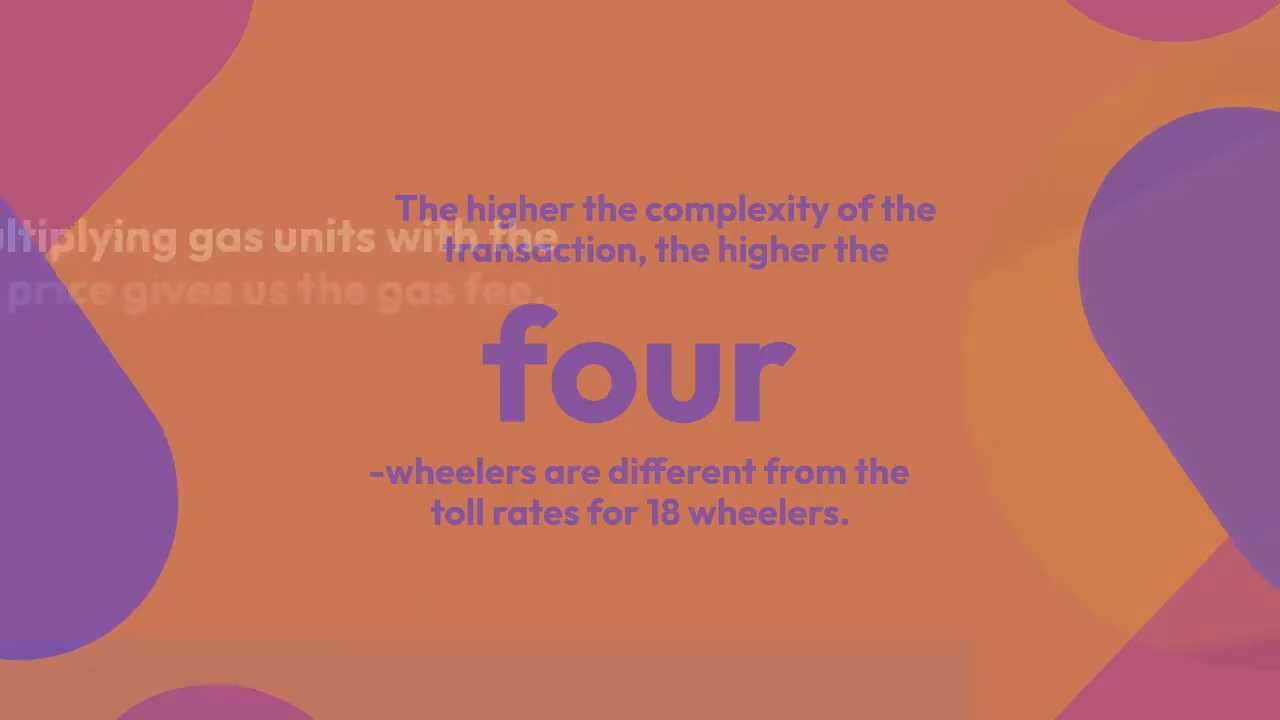 The higher the complexity of the
transaction, the higher the
four
-wheelers are different from the
toll rates for 18 wheelers.
ultiplying gas units with the
price gives us the gas fee.